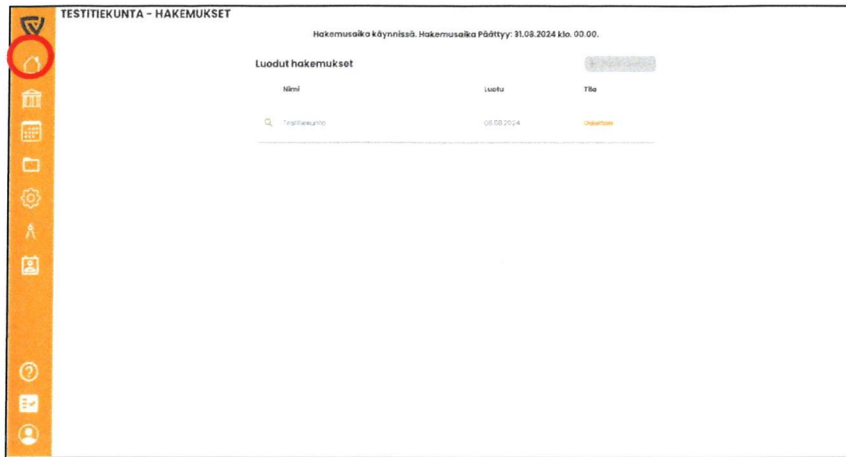 TESTITIEKUNTA - HAKEMUKSET
Hakemusaika käynnissä. Hakemusaika Päättyy: 31.08.2024 klo. 00.00.
Luodut hakemukset
Nimi Luotu Tila
Testitiekunta 08.08.2024